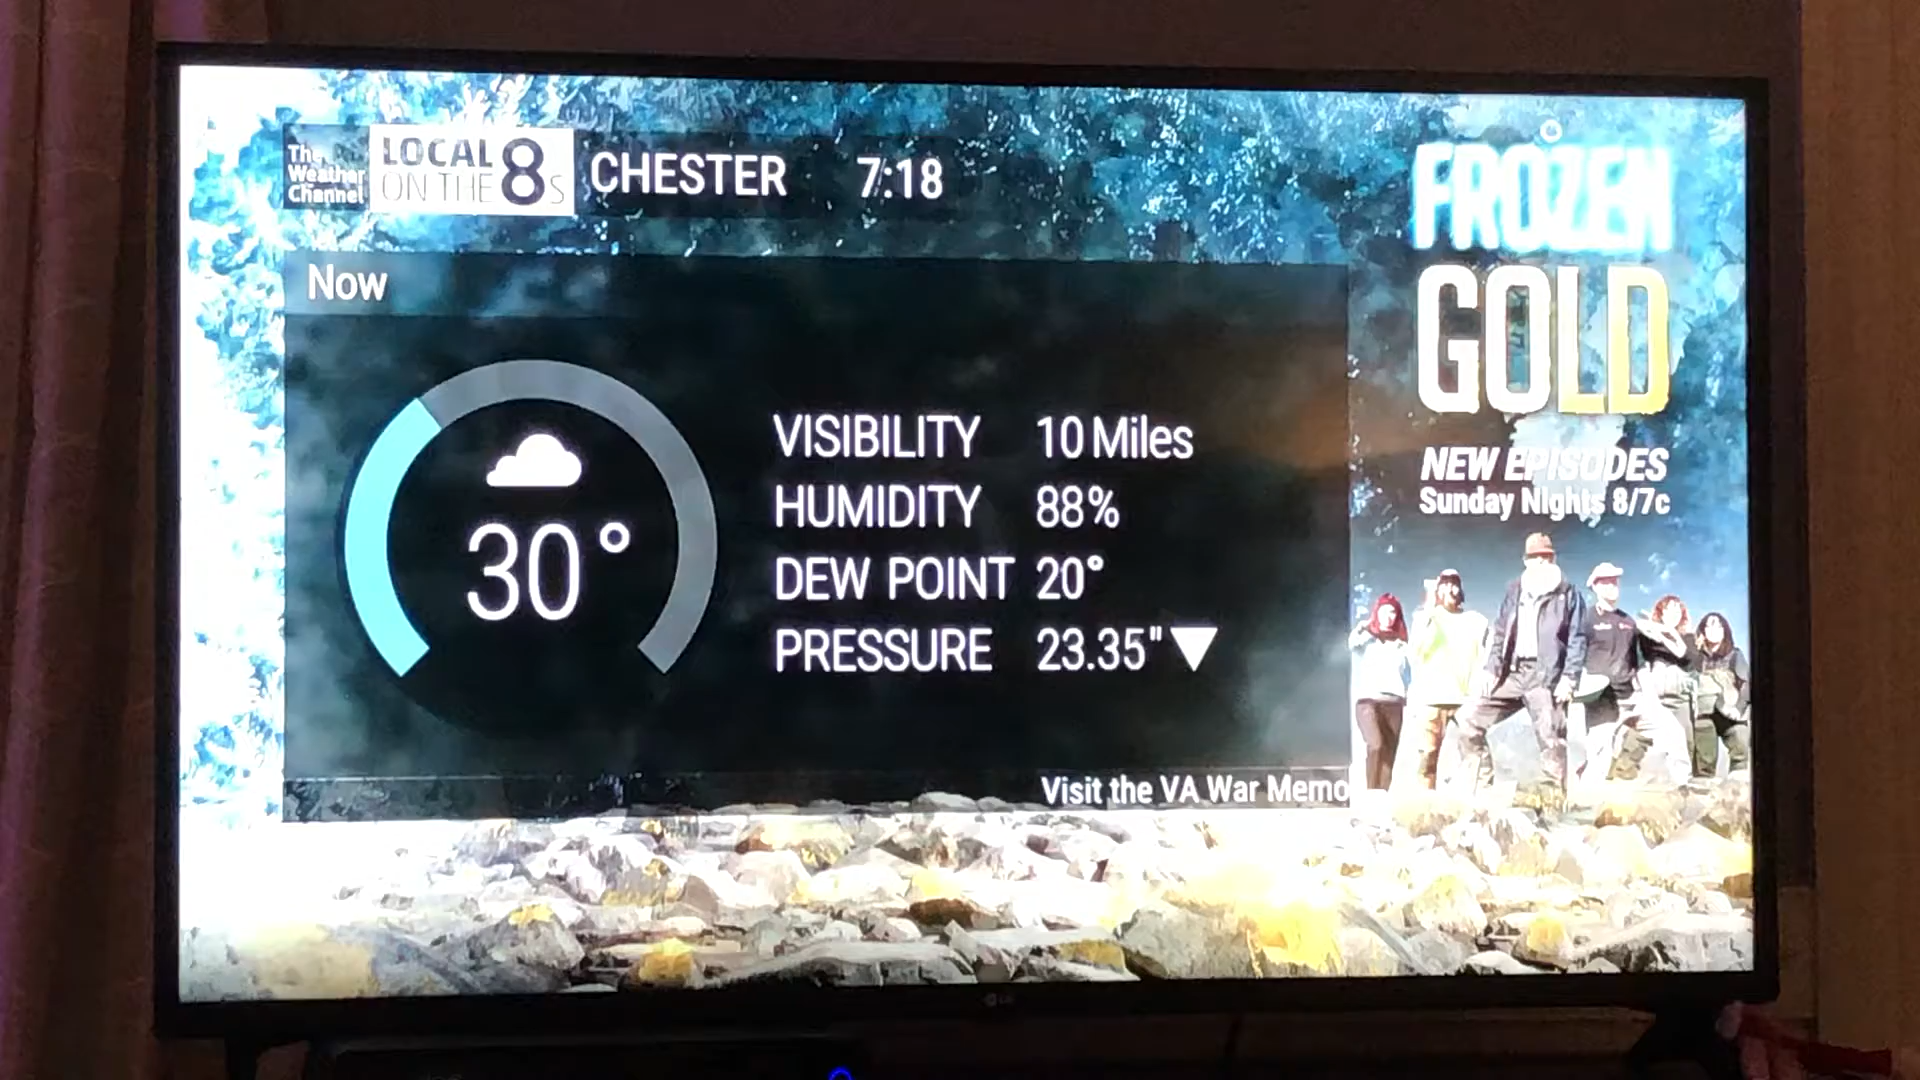 The Weather Channel
LOCAL ON THE 8s
CHESTER 7:18
Now
30°
VISIBILITY 10 Miles
HUMIDITY 88%
DEW POINT 20°
PRESSURE 23.35"
Visit the VA War Memo
FROZEN
GOLD
NEW EPISODES
Sunday Nights 8/7c
LG